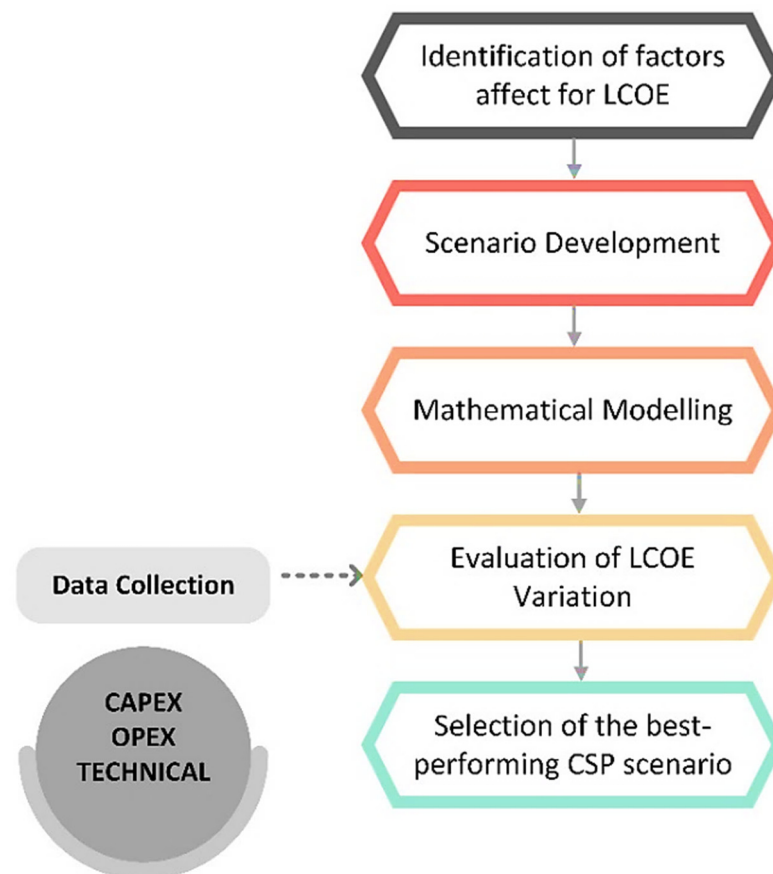 Identification of factors
affect for LCOE
Scenario Development
Mathematical Modelling
Data Collection
Evaluation of LCOE
Variation
CAPEX
OPEX
TECHNICAL
Selection of the best-
performing CSP scenario